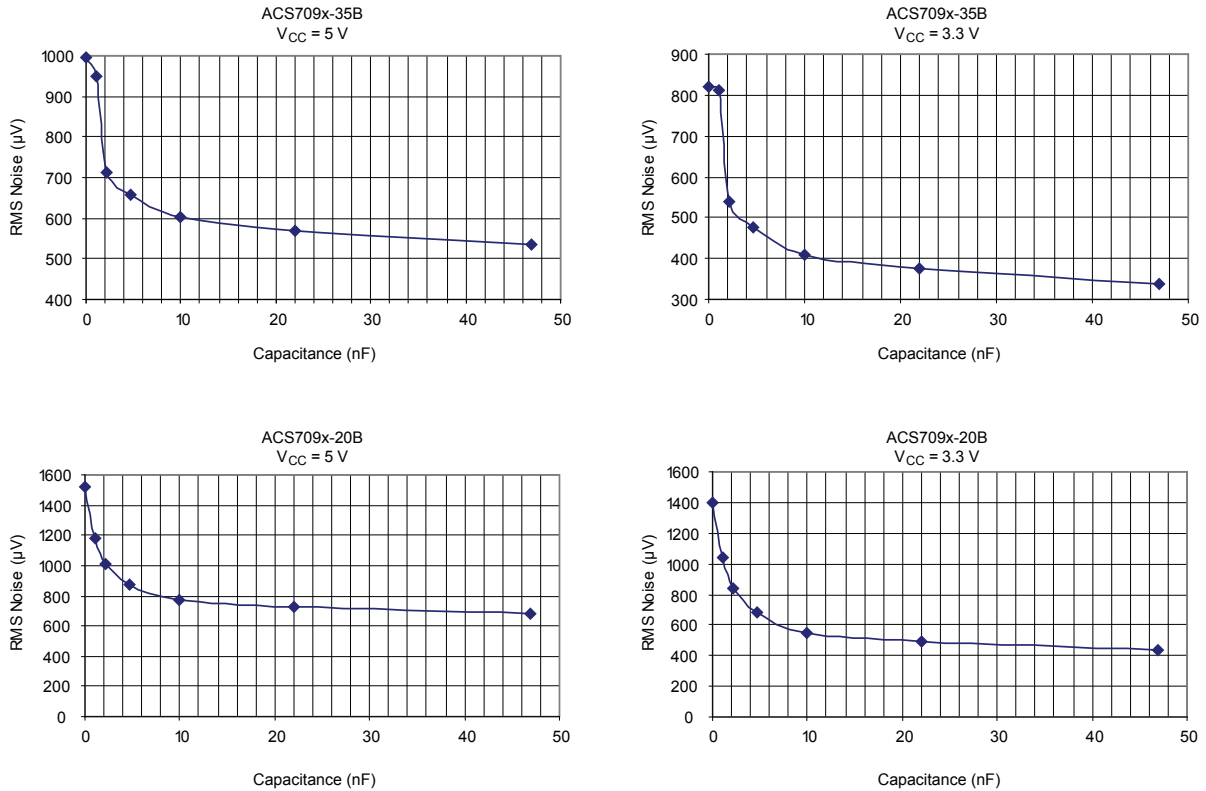 ACS709x-35B
VCC = 5 V
1000
900
800
700
600
500
400
RMS Noise (µV)
0 10 20 30 40 50
Capacitance (nF)
ACS709x-35B
VCC = 3.3 V
900
800
700
600
500
400
300
RMS Noise (µV)
0 10 20 30 40 50
Capacitance (nF)
ACS709x-20B
VCC = 5 V
1600
1400
1200
1000
800
600
400
200
0
RMS Noise (µV)
0 10 20 30 40 50
Capacitance (nF)
ACS709x-20B
VCC = 3.3 V
1600
1400
1200
1000
800
600
400
200
0
RMS Noise (µV)
0 10 20 30 40 50
Capacitance (nF)